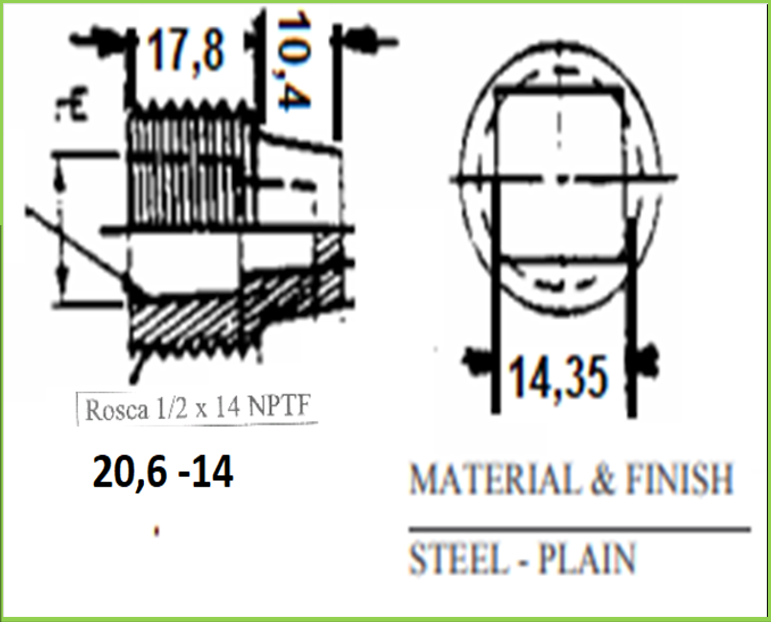 17,8
10,4
14,35
Rosca 1/2 x 14 NPTF
20,6 -14
MATERIAL & FINISH
STEEL - PLAIN